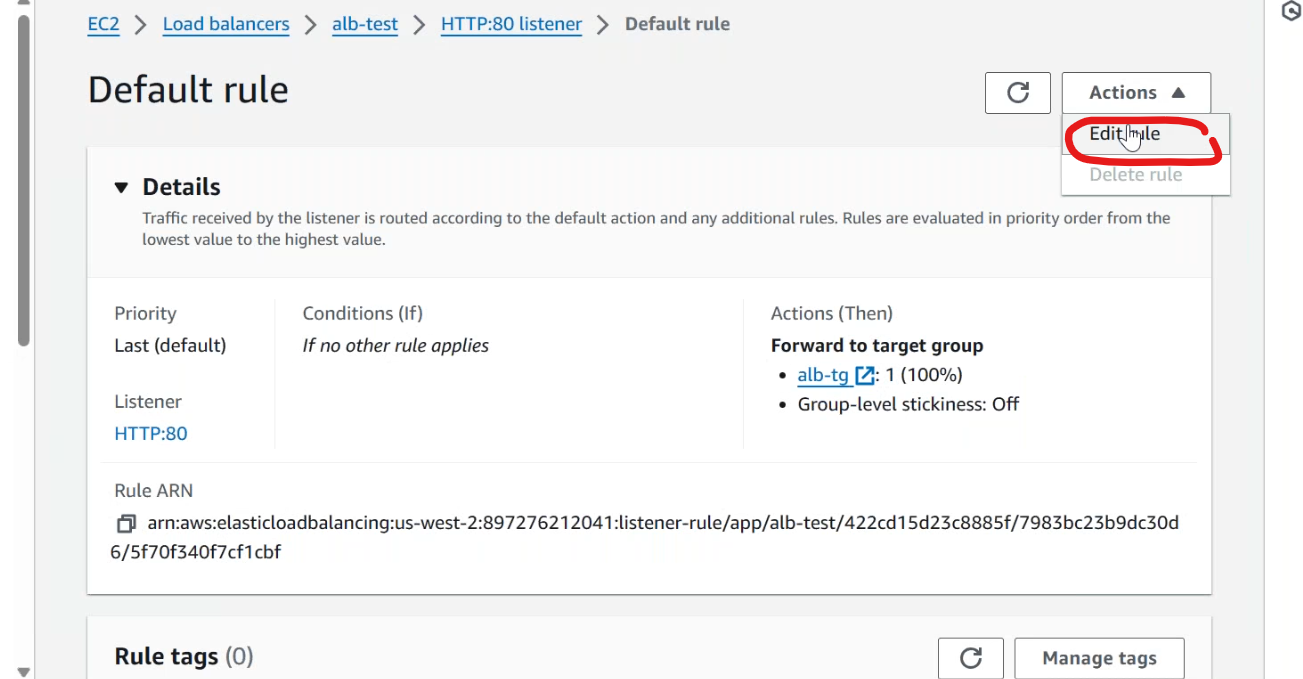 EC2 > Load balancers > alb-test > HTTP:80 listener > Default rule
Default rule
Actions ▲
Edit rule
Delete rule
▼ Details
Traffic received by the listener is routed according to the default action and any additional rules. Rules are evaluated in priority order from the
lowest value to the highest value.
Priority
Last (default)
Listener
HTTP:80
Conditions (If)
If no other rule applies
Actions (Then)
Forward to target group
• alb-tg : 1 (100%)
• Group-level stickiness: Off
Rule ARN
arn:aws:elasticloadbalancing:us-west-2:897276212041:listener-rule/app/alb-test/422cd15d23c8885f/7983bc23b9dc30d
6/5f70f340f7cf1cbf
Rule tags (0)
Manage tags